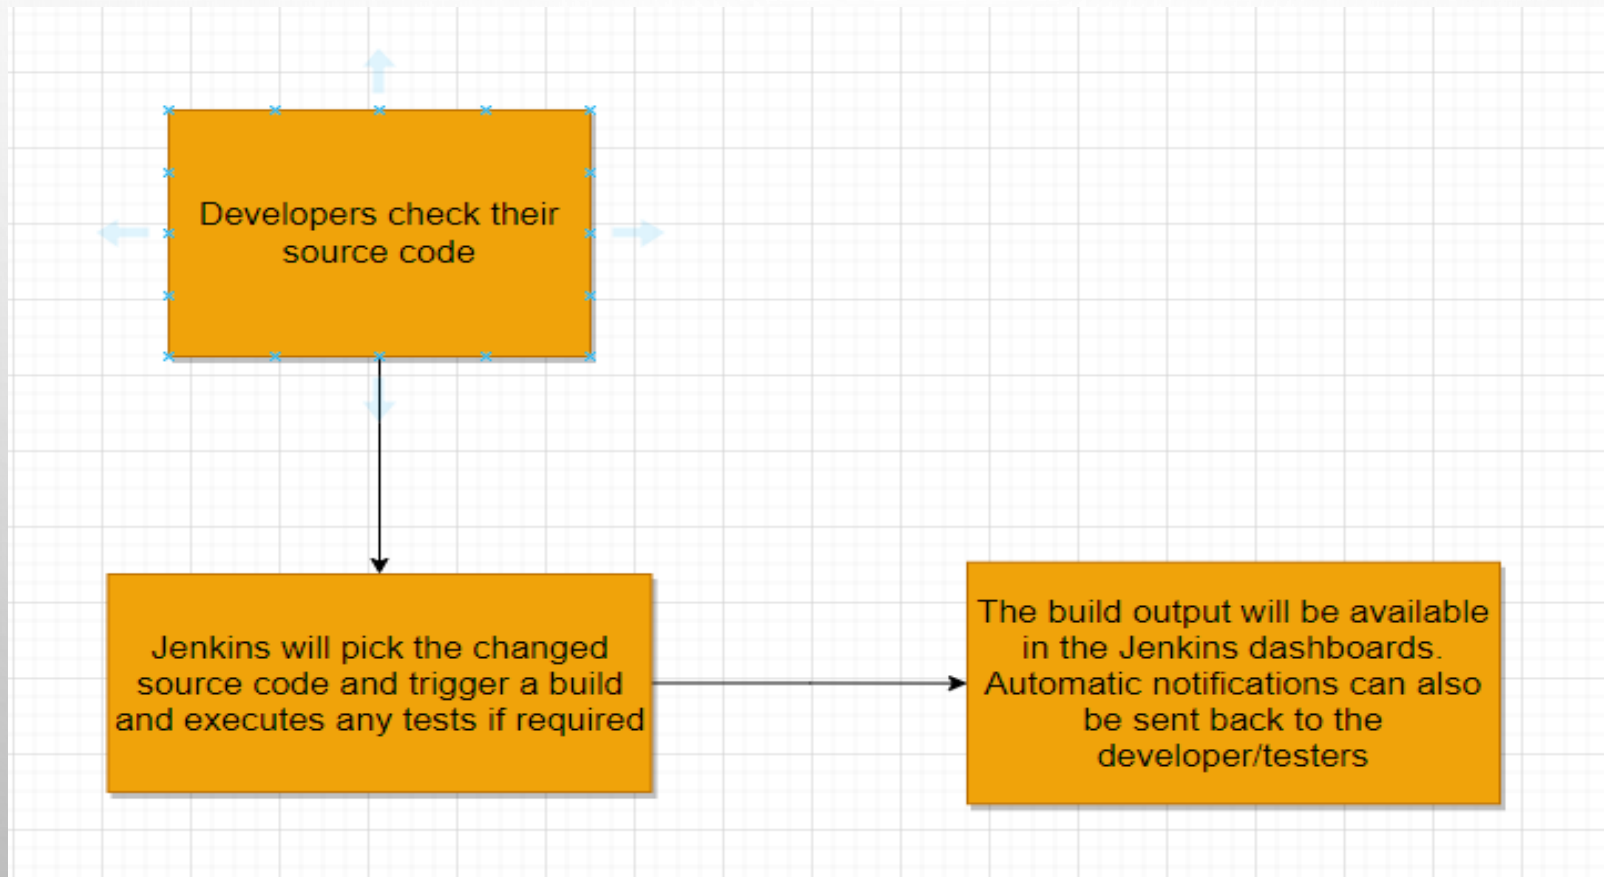 Developers check their
source code
Jenkins will pick the changed
source code and trigger a build
and executes any tests if required
The build output will be available
in the Jenkins dashboards.
Automatic notifications can also
be sent back to the
developer/testers